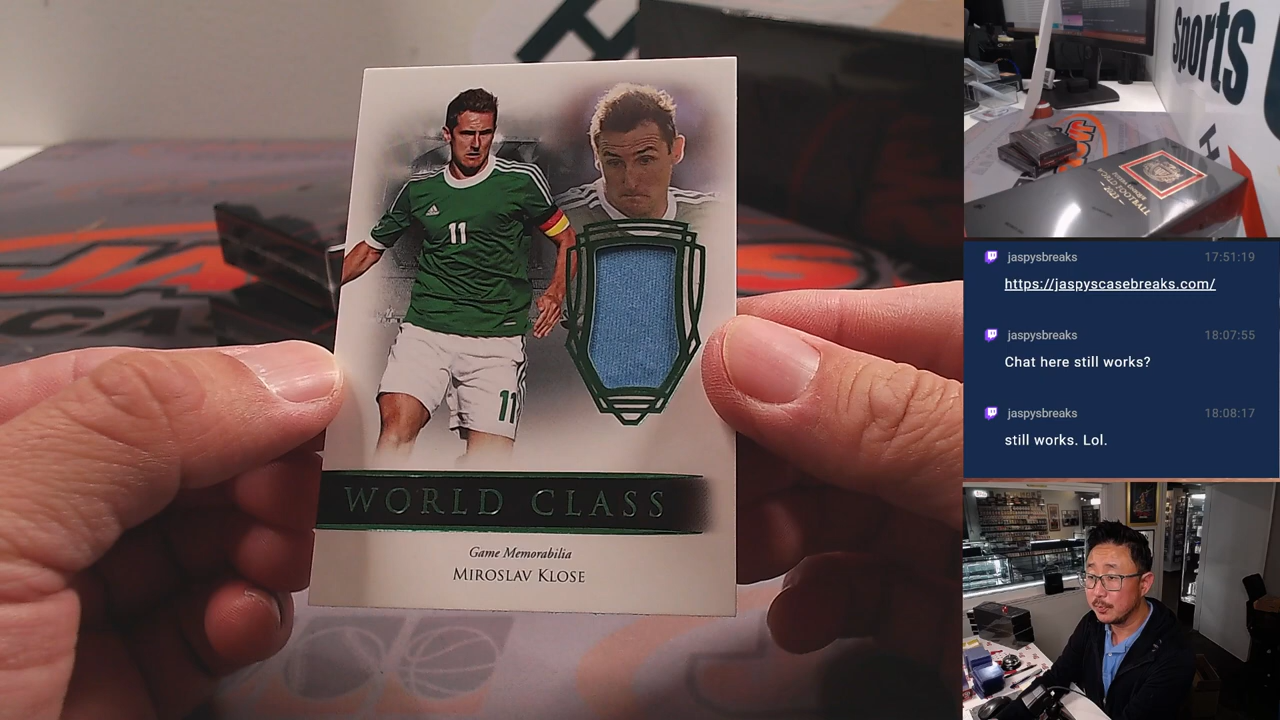 11
11
WORLD CLASS
Game Memorabilia
MIROSLAV KLOSE
Sports
jaspysbreaks 17:51:19
https://jaspyscasebreaks.com/
jaspysbreaks 18:07:55
Chat here still works?
jaspysbreaks 18:08:17
still works. Lol.